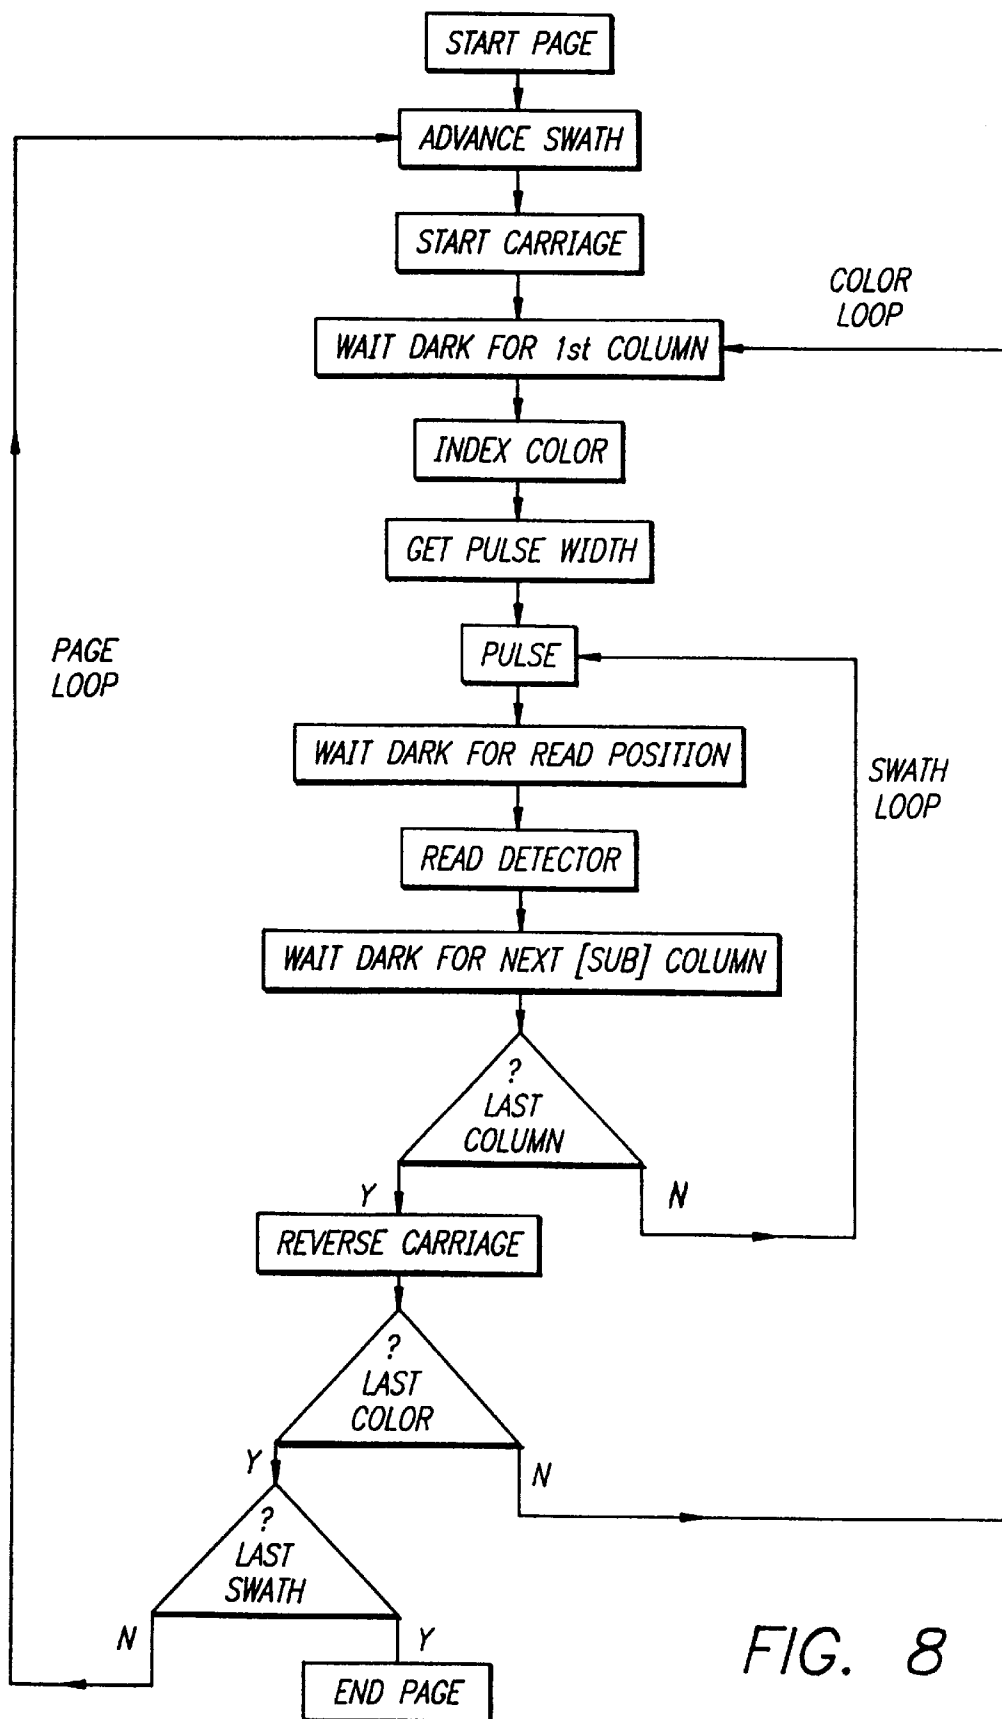 START PAGE
ADVANCE SWATH
START CARRIAGE
COLOR
LOOP
WAIT DARK FOR 1st COLUMN
INDEX COLOR
GET PULSE WIDTH
PAGE
LOOP
PULSE
WAIT DARK FOR READ POSITION
SWATH
LOOP
READ DETECTOR
WAIT DARK FOR NEXT [SUB] COLUMN
?
LAST
COLUMN
Y
N
REVERSE CARRIAGE
?
LAST
COLOR
Y
N
?
LAST
SWATH
N
Y
END PAGE
FIG. 8